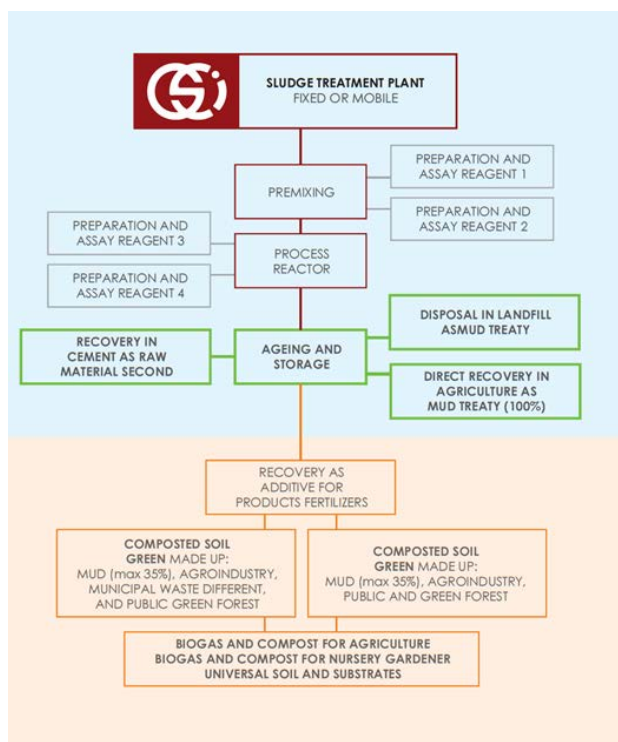 SLUDGE TREATMENT PLANT
FIXED OR MOBILE
PREMIXING
PREPARATION AND
ASSAY REAGENT 1
PREPARATION AND
ASSAY REAGENT 2
PREPARATION AND
ASSAY REAGENT 3
PROCESS
REACTOR
PREPARATION AND
ASSAY REAGENT 4
DISPOSAL IN LANDFILL
ASMUD TREATY
RECOVERY IN
CEMENT AS RAW
MATERIAL SECOND
AGEING AND
STORAGE
DIRECT RECOVERY IN
AGRICULTURE AS
MUD TREATY (100%)
RECOVERY AS
ADDITIVE FOR
PRODUCTS FERTILIZERS
COMPOSTED SOIL
GREEN MADE UP:
MUD (max 35%), AGROINDUSTRY,
MUNICIPAL WASTE DIFFERENT,
AND PUBLIC GREEN FOREST
COMPOSTED SOIL
GREEN MADE UP:
MUD (max 35%), AGROINDUSTRY,
PUBLIC AND GREEN FOREST
BIOGAS AND COMPOST FOR AGRICULTURE
BIOGAS AND COMPOST FOR NURSERY GARDENER
UNIVERSAL SOIL AND SUBSTRATES